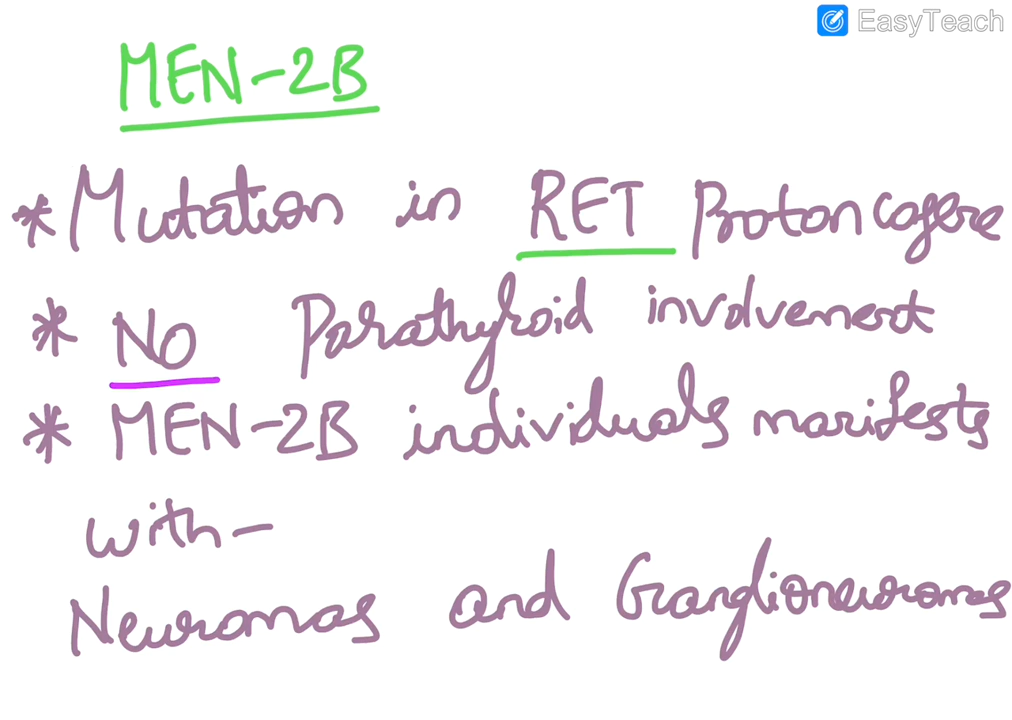 EasyTeach
MEN-2B
* Mutation in RET Protoncogene
* No Parathyroid involvement
* MEN-2B individuals manifests
with-
Neuromas and Ganglioneuromas